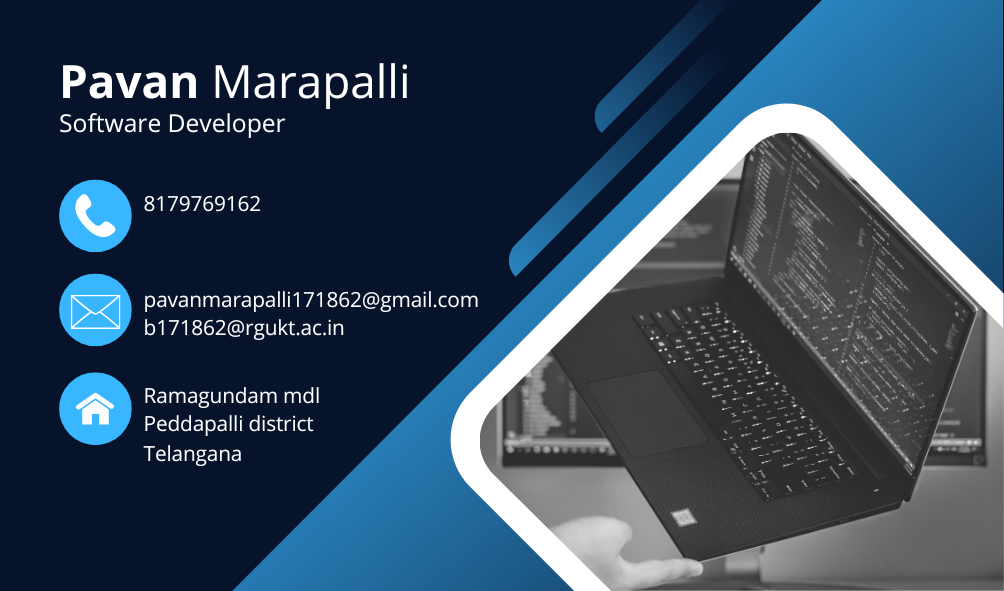 Pavan Marapalli
Software Developer
8179769162
pavanmarapalli171862@gmail.com
b171862@rgukt.ac.in
Ramagundam mdl
Peddapalli district
Telangana